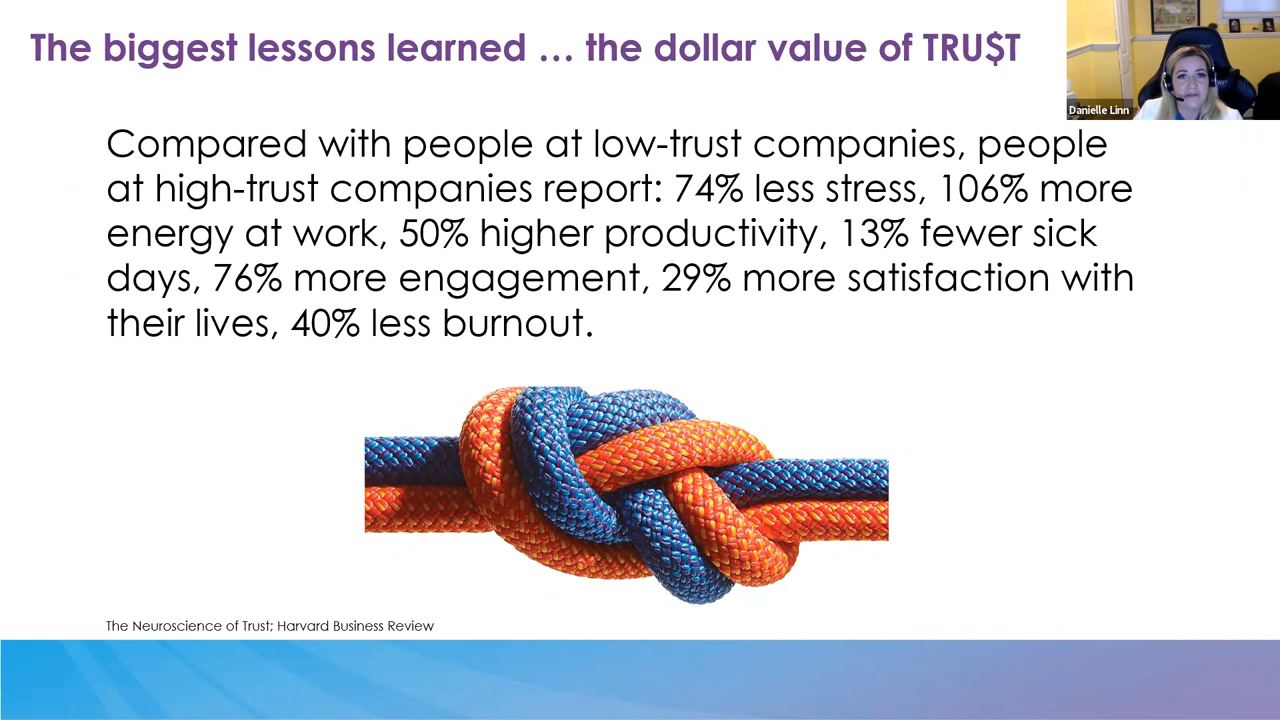 The biggest lessons learned … the dollar value of TRU$T
Danielle Linn
Compared with people at low-trust companies, people
at high-trust companies report: 74% less stress, 106% more
energy at work, 50% higher productivity, 13% fewer sick
days, 76% more engagement, 29% more satisfaction with
their lives, 40% less burnout.
The Neuroscience of Trust; Harvard Business Review